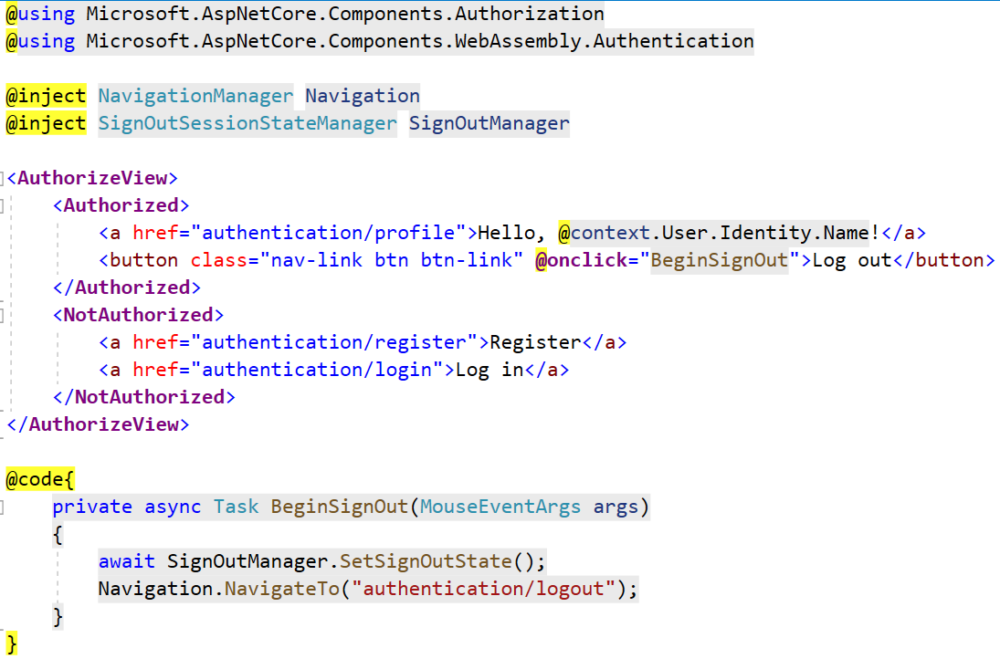 @using Microsoft.AspNetCore.Components.Authorization
@using Microsoft.AspNetCore.Components.WebAssembly.Authentication
@inject NavigationManager Navigation
@inject SignOutSessionStateManager SignOutManager
<AuthorizeView>
    <Authorized>
        <a href="authentication/profile">Hello, @context.User.Identity.Name!</a>
        <button class="nav-link btn btn-link" @onclick="BeginSignOut">Log out</button>
    </Authorized>
    <NotAuthorized>
        <a href="authentication/register">Register</a>
        <a href="authentication/login">Log in</a>
    </NotAuthorized>
</AuthorizeView>
@code{
    private async Task BeginSignOut(MouseEventArgs args)
    {
        await SignOutManager.SetSignOutState();
        Navigation.NavigateTo("authentication/logout");
    }
}